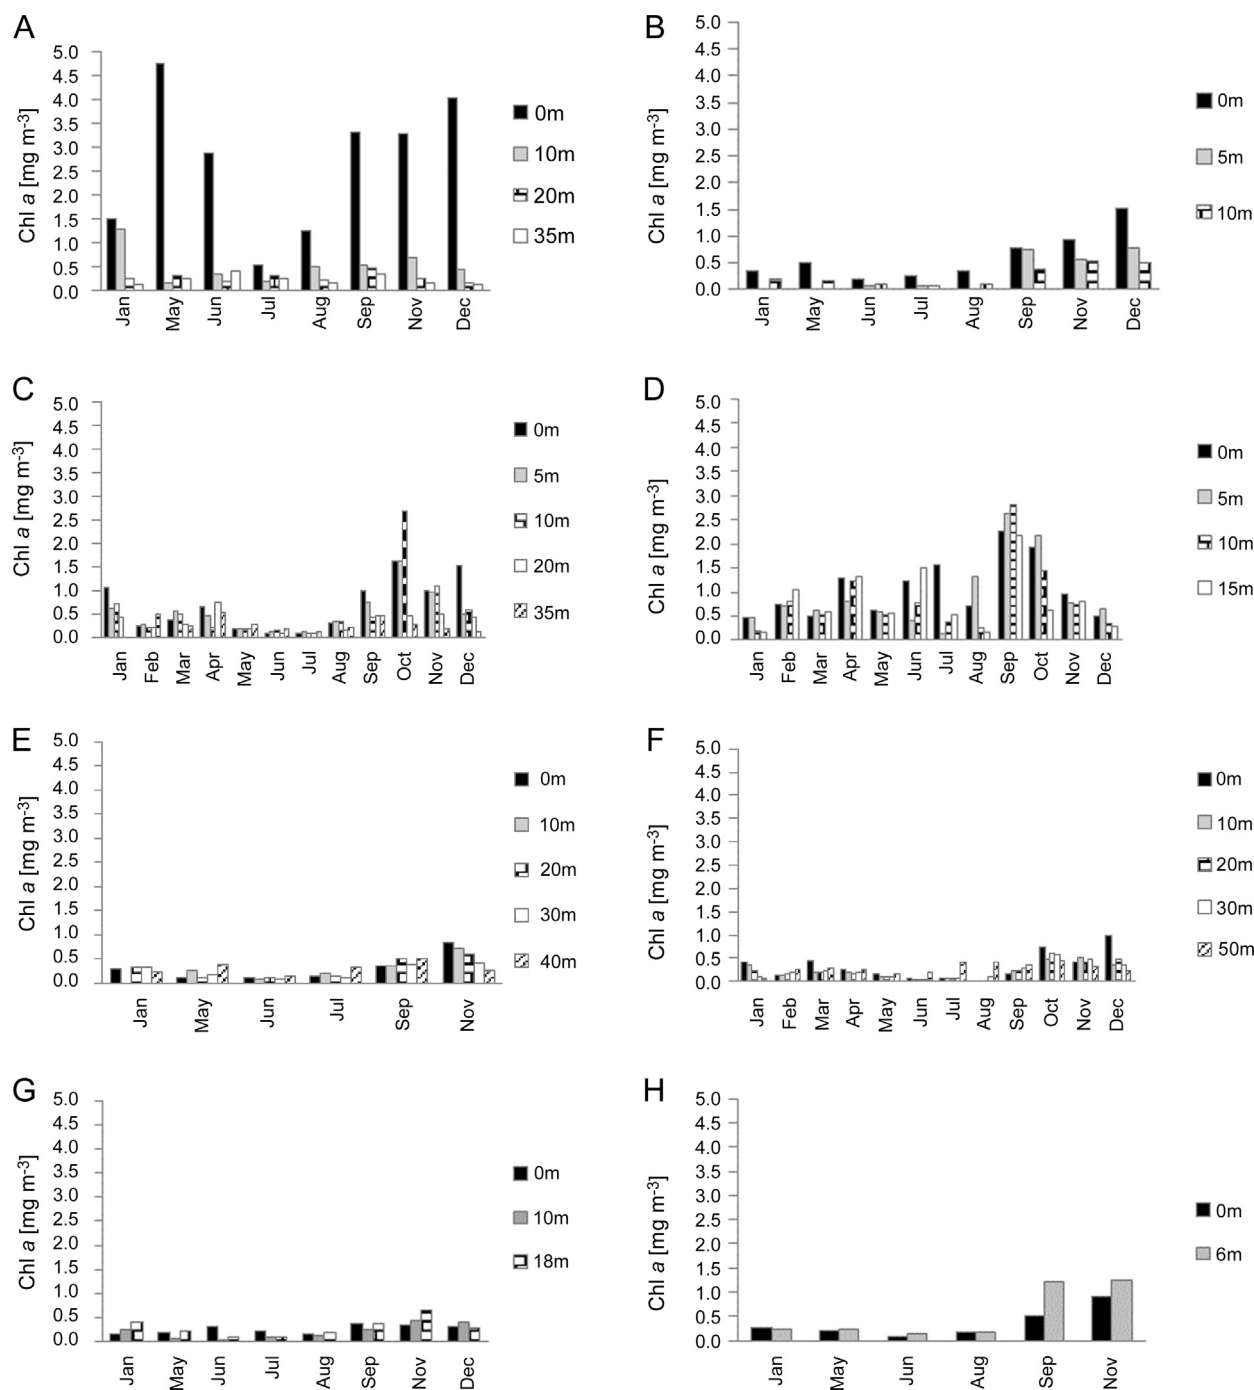 A
Chl a [mg m-3]
5.0
4.5
4.0
3.5
3.0
2.5
2.0
1.5
1.0
0.5
0.0
Jan May Jun Jul Aug Sep Nov Dec
0m
10m
20m
35m
B
Chl a [mg m-3]
5.0
4.5
4.0
3.5
3.0
2.5
2.0
1.5
1.0
0.5
0.0
Jan May Jun Jul Aug Sep Nov Dec
0m
5m
10m
C
Chl a [mg m-3]
5.0
4.5
4.0
3.5
3.0
2.5
2.0
1.5
1.0
0.5
0.0
Jan Feb Mar Apr May Jun Jul Aug Sep Oct Nov Dec
0m
5m
10m
20m
35m
D
Chl a [mg m-3]
5.0
4.5
4.0
3.5
3.0
2.5
2.0
1.5
1.0
0.5
0.0
Jan Feb Mar Apr May Jun Jul Aug Sep Oct Nov Dec
0m
5m
10m
15m
E
Chl a [mg m-3]
5.0
4.5
4.0
3.5
3.0
2.5
2.0
1.5
1.0
0.5
0.0
Jan May Jun Jul Sep Nov
0m
10m
20m
30m
40m
F
Chl a [mg m-3]
5.0
4.5
4.0
3.5
3.0
2.5
2.0
1.5
1.0
0.5
0.0
Jan Feb Mar Apr May Jun Jul Aug Sep Oct Nov Dec
0m
10m
20m
30m
50m
G
Chl a [mg m-3]
5.0
4.5
4.0
3.5
3.0
2.5
2.0
1.5
1.0
0.5
0.0
Jan May Jun Jul Aug Sep Nov Dec
0m
10m
18m
H
Chl a [mg m-3]
5.0
4.5
4.0
3.5
3.0
2.5
2.0
1.5
1.0
0.5
0.0
Jan May Jun Aug Sep Nov
0m
6m